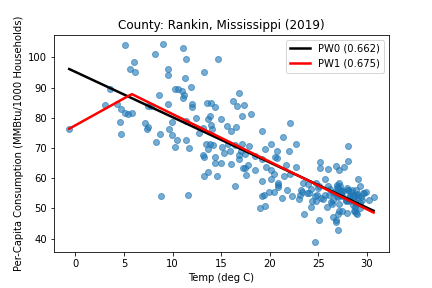 County: Rankin, Mississippi (2019)
PW0 (0.662)
PW1 (0.675)
Per-Capita Consumption (MMBtu/1000 Households)
100
90
80
70
60
50
40
0 5 10 15 20 25 30
Temp (deg C)